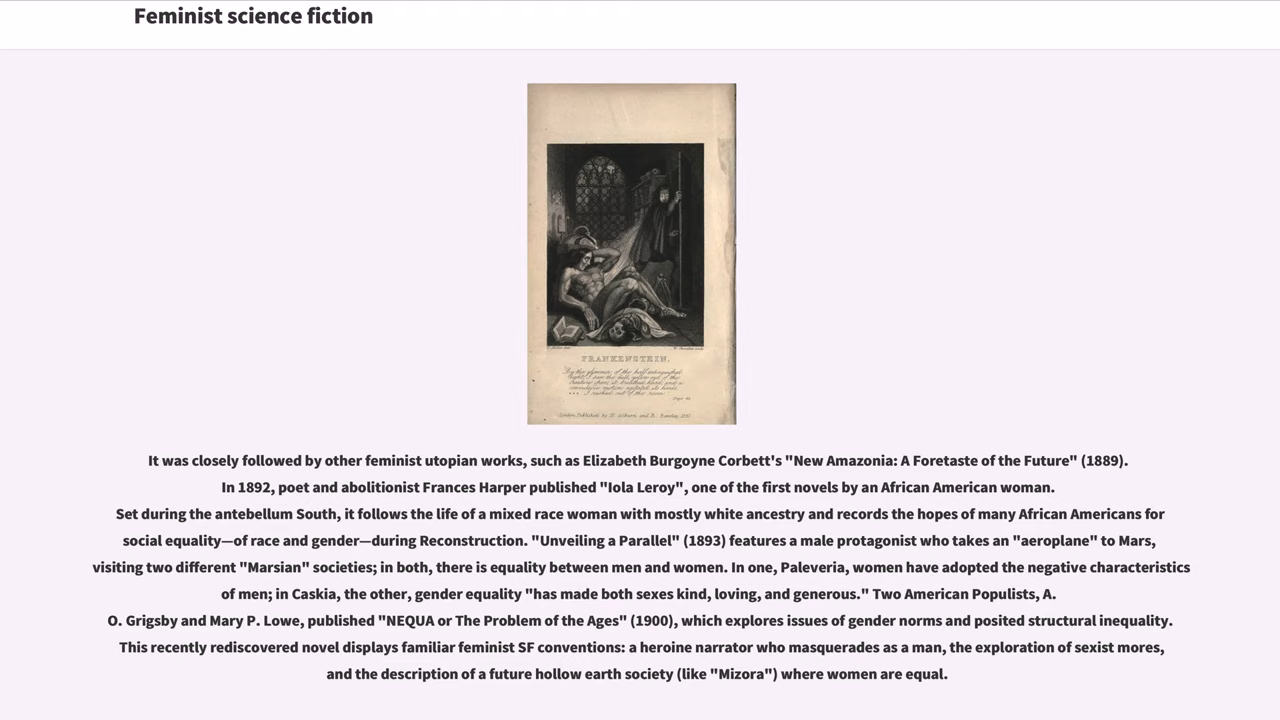 Feminist science fiction
FRANKENSTEIN.
It was closely followed by other feminist utopian works, such as Elizabeth Burgoyne Corbett's "New Amazonia: A Foretaste of the Future" (1889).
In 1892, poet and abolitionist Frances Harper published "Iola Leroy", one of the first novels by an African American woman.
Set during the antebellum South, it follows the life of a mixed race woman with mostly white ancestry and records the hopes of many African Americans for
social equality—of race and gender—during Reconstruction. "Unveiling a Parallel" (1893) features a male protagonist who takes an "aeroplane" to Mars,
visiting two different "Marsian" societies; in both, there is equality between men and women. In one, Paleveria, women have adopted the negative characteristics
of men; in Caskia, the other, gender equality "has made both sexes kind, loving, and generous." Two American Populists, A.
O. Grigsby and Mary P. Lowe, published "NEQUA or The Problem of the Ages" (1900), which explores issues of gender norms and posited structural inequality.
This recently rediscovered novel displays familiar feminist SF conventions: a heroine narrator who masquerades as a man, the exploration of sexist mores,
and the description of a future hollow earth society (like "Mizora") where women are equal.